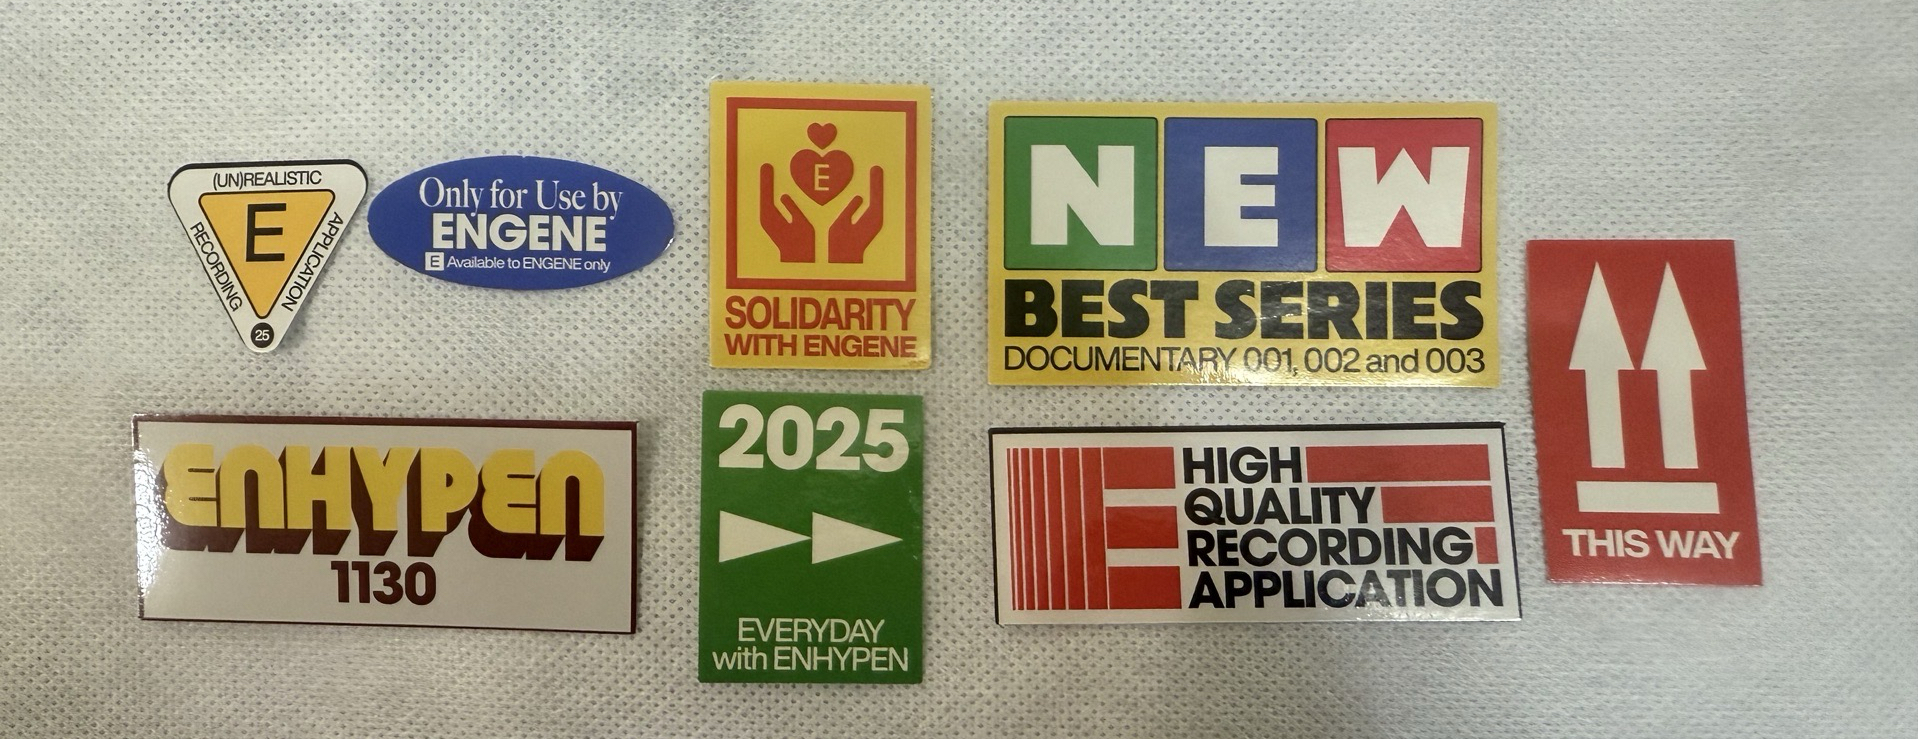 (UN)REALISTIC
E
RECORDING
APPLICATION
25
Only for Use by
ENGENE
E Available to ENGENE only
E
SOLIDARITY
WITH ENGENE
NEW
BEST SERIES
DOCUMENTARY 001, 002 and 003
THIS WAY
ENHYPEN
1130
2025
EVERYDAY
with ENHYPEN
E
HIGH
QUALITY
RECORDING
APPLICATION